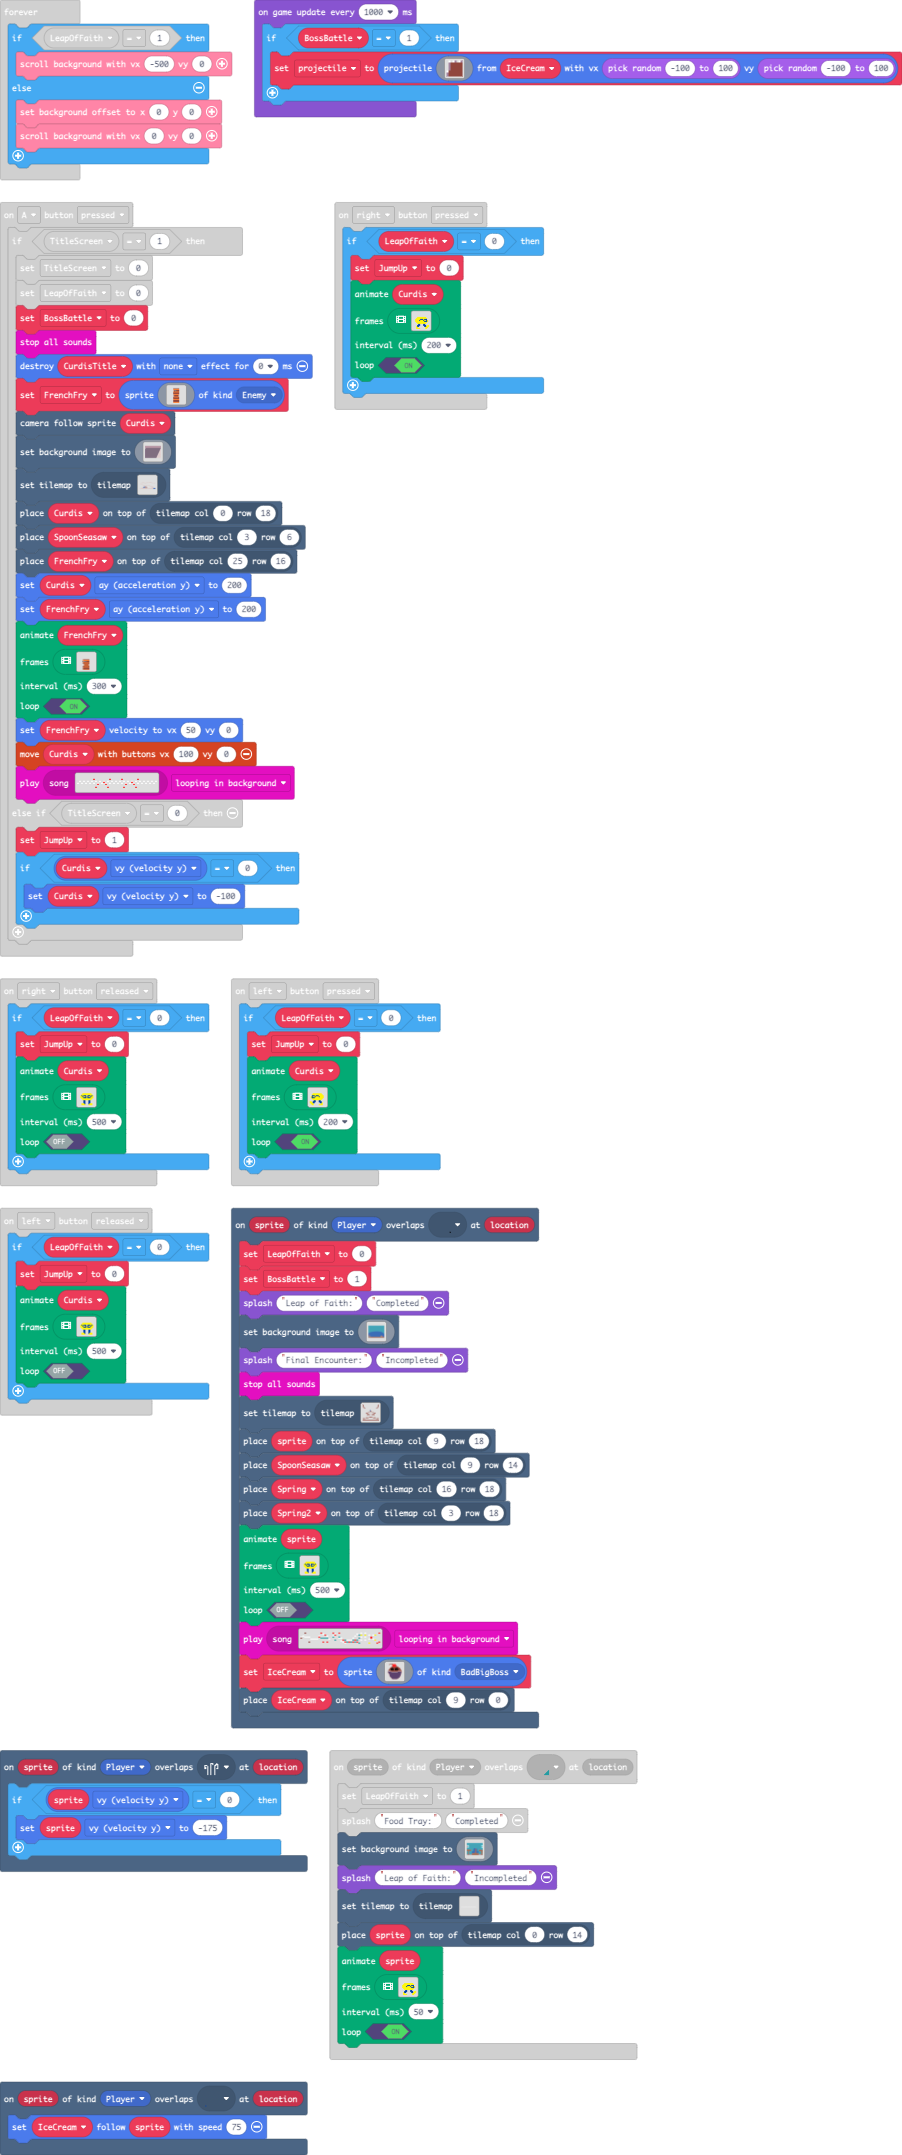 forever
if LeapOfFaith = 1 then
scroll background with vx -500 vy 0
else
set background offset to x 0 y 0
scroll background with vx 0 vy 0
on game update every 1000 ms
if BossBattle = 1 then
set projectile to projectile from IceCream with vx pick random -100 to 100 vy pick random -100 to 100
on A button pressed
if TitleScreen = 1 then
set TitleScreen to 0
set LeapOfFaith to 0
set BossBattle to 0
stop all sounds
destroy CurdisTitle with none effect for 0 ms
set FrenchFry to sprite of kind Enemy
camera follow sprite Curdis
set background image to
set tilemap to tilemap
place Curdis on top of tilemap col 0 row 18
place SpoonSeasaw on top of tilemap col 3 row 6
place FrenchFry on top of tilemap col 25 row 16
set Curdis ay (acceleration y) to 200
set FrenchFry ay (acceleration y) to 200
animate FrenchFry
frames
interval (ms) 300
loop ON
set FrenchFry velocity to vx 50 vy 0
move Curdis with buttons vx 100 vy 0
play song looping in background
else if TitleScreen = 0 then
set JumpUp to 1
if Curdis vy (velocity y) = 0 then
set Curdis vy (velocity y) to -100
on right button pressed
if LeapOfFaith = 0 then
set JumpUp to 0
animate Curdis
frames
interval (ms) 200
loop ON
on right button released
if LeapOfFaith = 0 then
set JumpUp to 0
animate Curdis
frames
interval (ms) 500
loop OFF
on left button pressed
if LeapOfFaith = 0 then
set JumpUp to 0
animate Curdis
frames
interval (ms) 200
loop ON
on left button released
if LeapOfFaith = 0 then
set JumpUp to 0
animate Curdis
frames
interval (ms) 500
loop OFF
on sprite of kind Player overlaps at location
set LeapOfFaith to 0
set BossBattle to 1
splash "Leap of Faith:" "Completed"
set background image to
splash "Final Encounter:" "Incompleted"
stop all sounds
set tilemap to tilemap
place sprite on top of tilemap col 9 row 18
place SpoonSeasaw on top of tilemap col 9 row 14
place Spring on top of tilemap col 16 row 18
place Spring2 on top of tilemap col 3 row 18
animate sprite
frames
interval (ms) 500
loop OFF
play song looping in background
set IceCream to sprite of kind BadBigBoss
place IceCream on top of tilemap col 9 row 0
on sprite of kind Player overlaps at location
if sprite vy (velocity y) = 0 then
set sprite vy (velocity y) to -175
on sprite of kind Player overlaps at location
set LeapOfFaith to 1
splash "Food Tray:" "Completed"
set background image to
splash "Leap of Faith:" "Incompleted"
set tilemap to tilemap
place sprite on top of tilemap col 0 row 14
animate sprite
frames
interval (ms) 50
loop ON
on sprite of kind Player overlaps at location
set IceCream follow sprite with speed 75